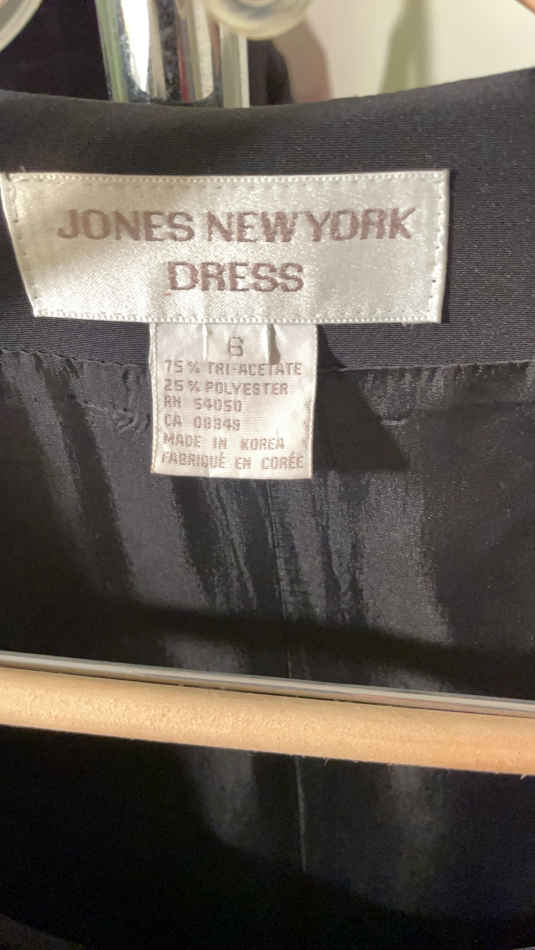 JONES NEW YORK
DRESS
6
75% TRI-ACETATE
25% POLYESTER
RN 54050
CA 08949
MADE IN KOREA
FABRIQUÉ EN CORÉE